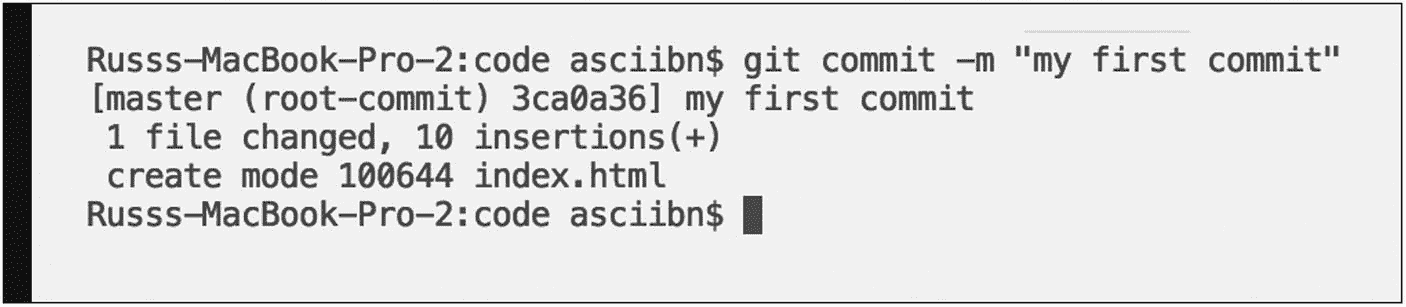 Russs-MacBook-Pro-2:code asciibn$ git commit -m "my first commit"
[master (root-commit) 3ca0a36] my first commit
 1 file changed, 10 insertions(+)
 create mode 100644 index.html
Russs-MacBook-Pro-2:code asciibn$